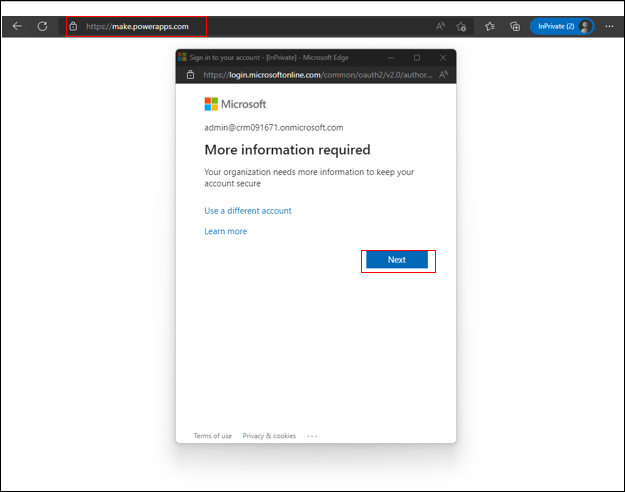 https://make.powerapps.com
InPrivate (2)
Sign in to your account - [InPrivate] - Microsoft Edge
https://login.microsoftonline.com/common/oauth2/v2.0/author...
Microsoft
admin@crm091671.onmicrosoft.com
More information required
Your organization needs more information to keep your
account secure
Use a different account
Learn more
Next
Terms of use Privacy & cookies ...